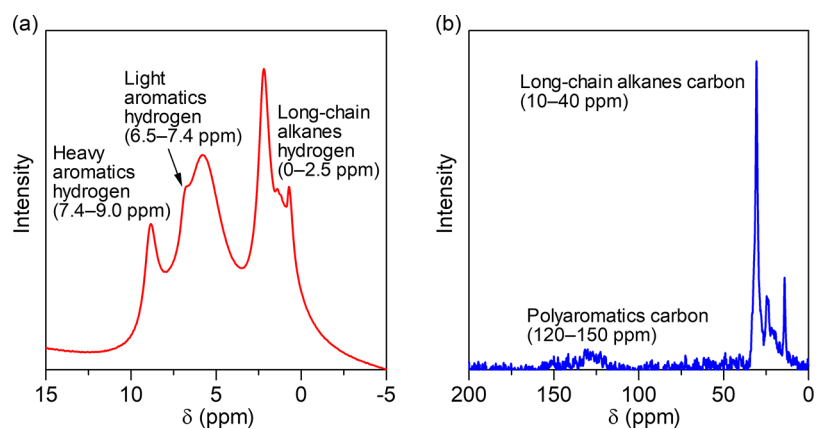 (a)
Light
aromatics
hydrogen
(6.5–7.4 ppm)
Long-chain
alkanes
hydrogen
(0–2.5 ppm)
Heavy
aromatics
hydrogen
(7.4–9.0 ppm)
Intensity
15 10 5 0 -5
δ (ppm)
(b)
Long-chain alkanes carbon
(10–40 ppm)
Polyaromatics carbon
(120–150 ppm)
Intensity
200 150 100 50 0
δ (ppm)